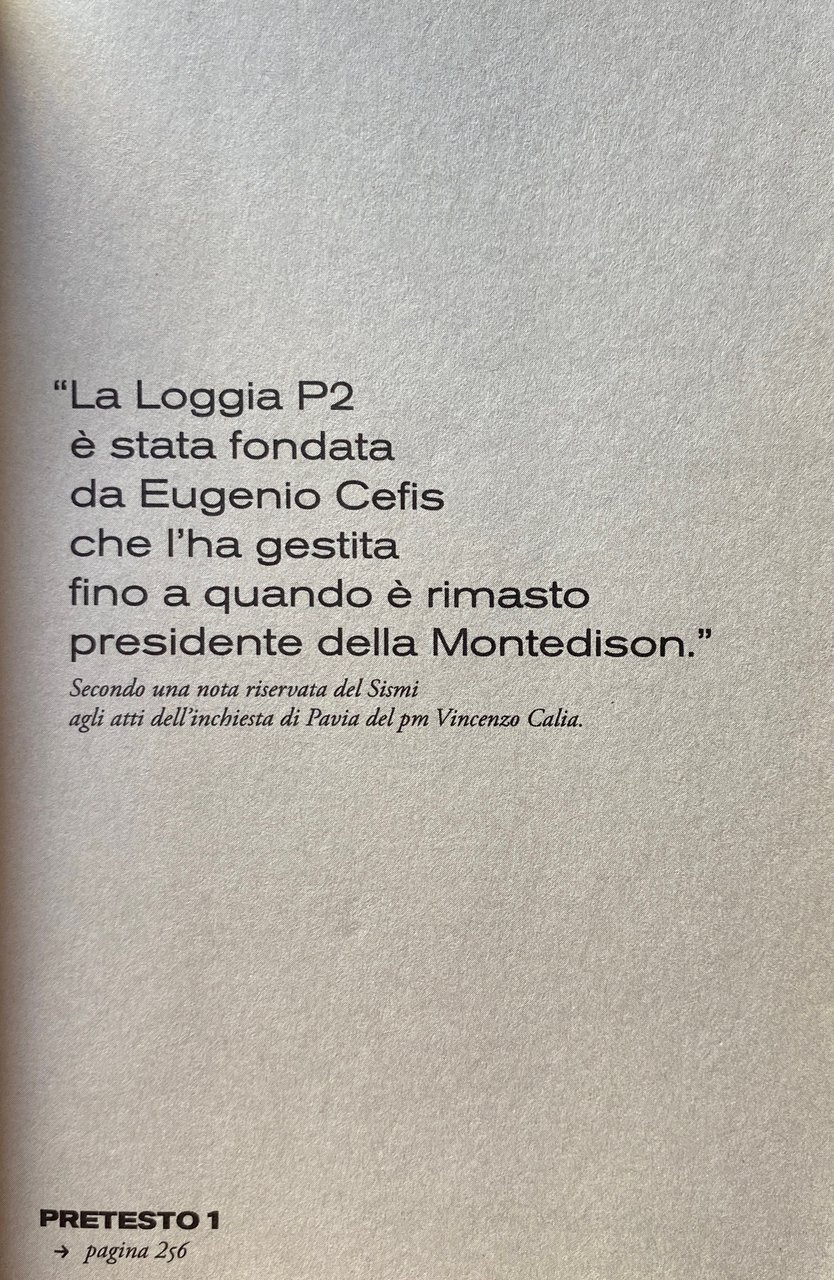 “La Loggia P2
è stata fondata
da Eugenio Cefis
che l’ha gestita
fino a quando è rimasto
presidente della Montedison.”
Secondo una nota riservata del Sismi
agli atti dell’inchiesta di Pavia del pm Vincenzo Calia.
PRETESTO 1
→ pagina 256